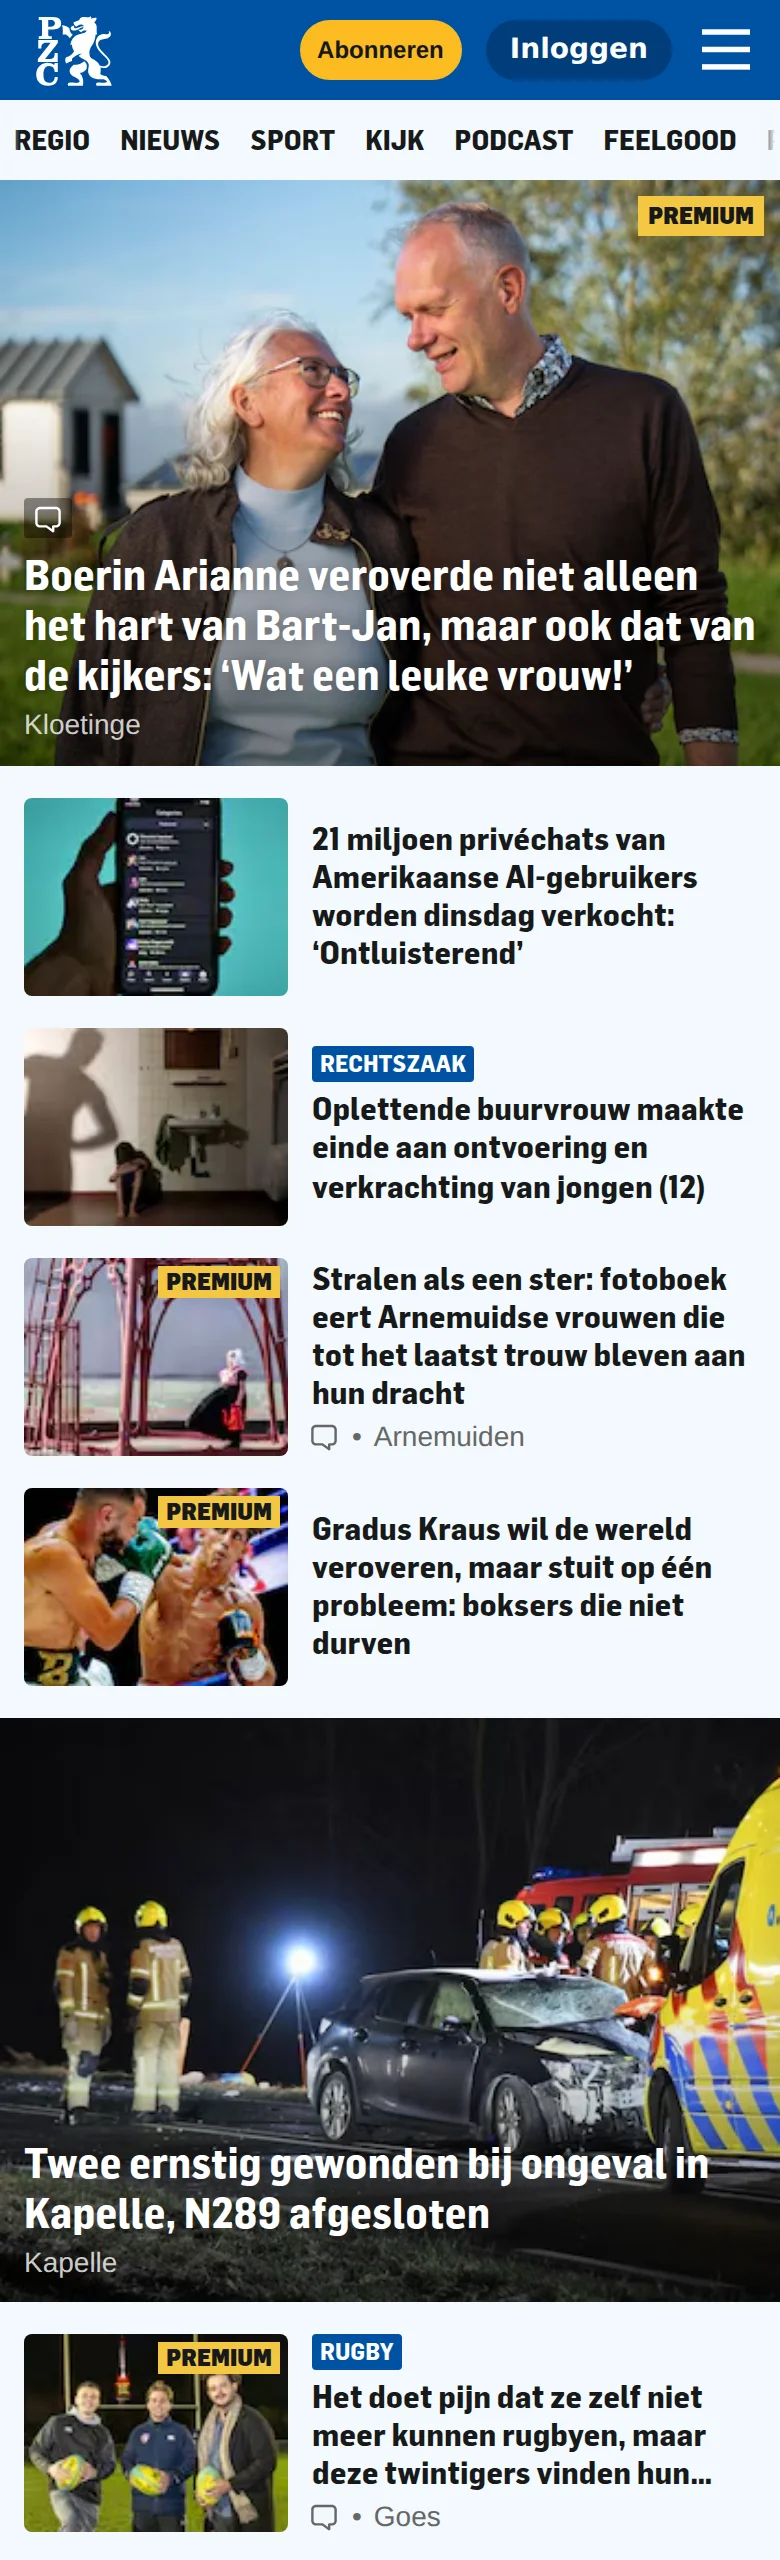 PZC
Abonneren
Inloggen
REGIO NIEUWS SPORT KIJK PODCAST FEELGOOD
PREMIUM
Boerin Arianne veroverde niet alleen
het hart van Bart-Jan, maar ook dat van
de kijkers: ‘Wat een leuke vrouw!’
Kloetinge
21 miljoen privéchats van
Amerikaanse AI-gebruikers
worden dinsdag verkocht:
‘Ontluisterend’
RECHTSZAAK
Oplettende buurvrouw maakte
einde aan ontvoering en
verkrachting van jongen (12)
PREMIUM
Stralen als een ster: fotoboek
eert Arnemuidse vrouwen die
tot het laatst trouw bleven aan
hun dracht
• Arnemuiden
PREMIUM
Gradus Kraus wil de wereld
veroveren, maar stuit op één
probleem: boksers die niet
durven
Twee ernstig gewonden bij ongeval in
Kapelle, N289 afgesloten
Kapelle
PREMIUM
RUGBY
Het doet pijn dat ze zelf niet
meer kunnen rugbyen, maar
deze twintigers vinden hun...
• Goes